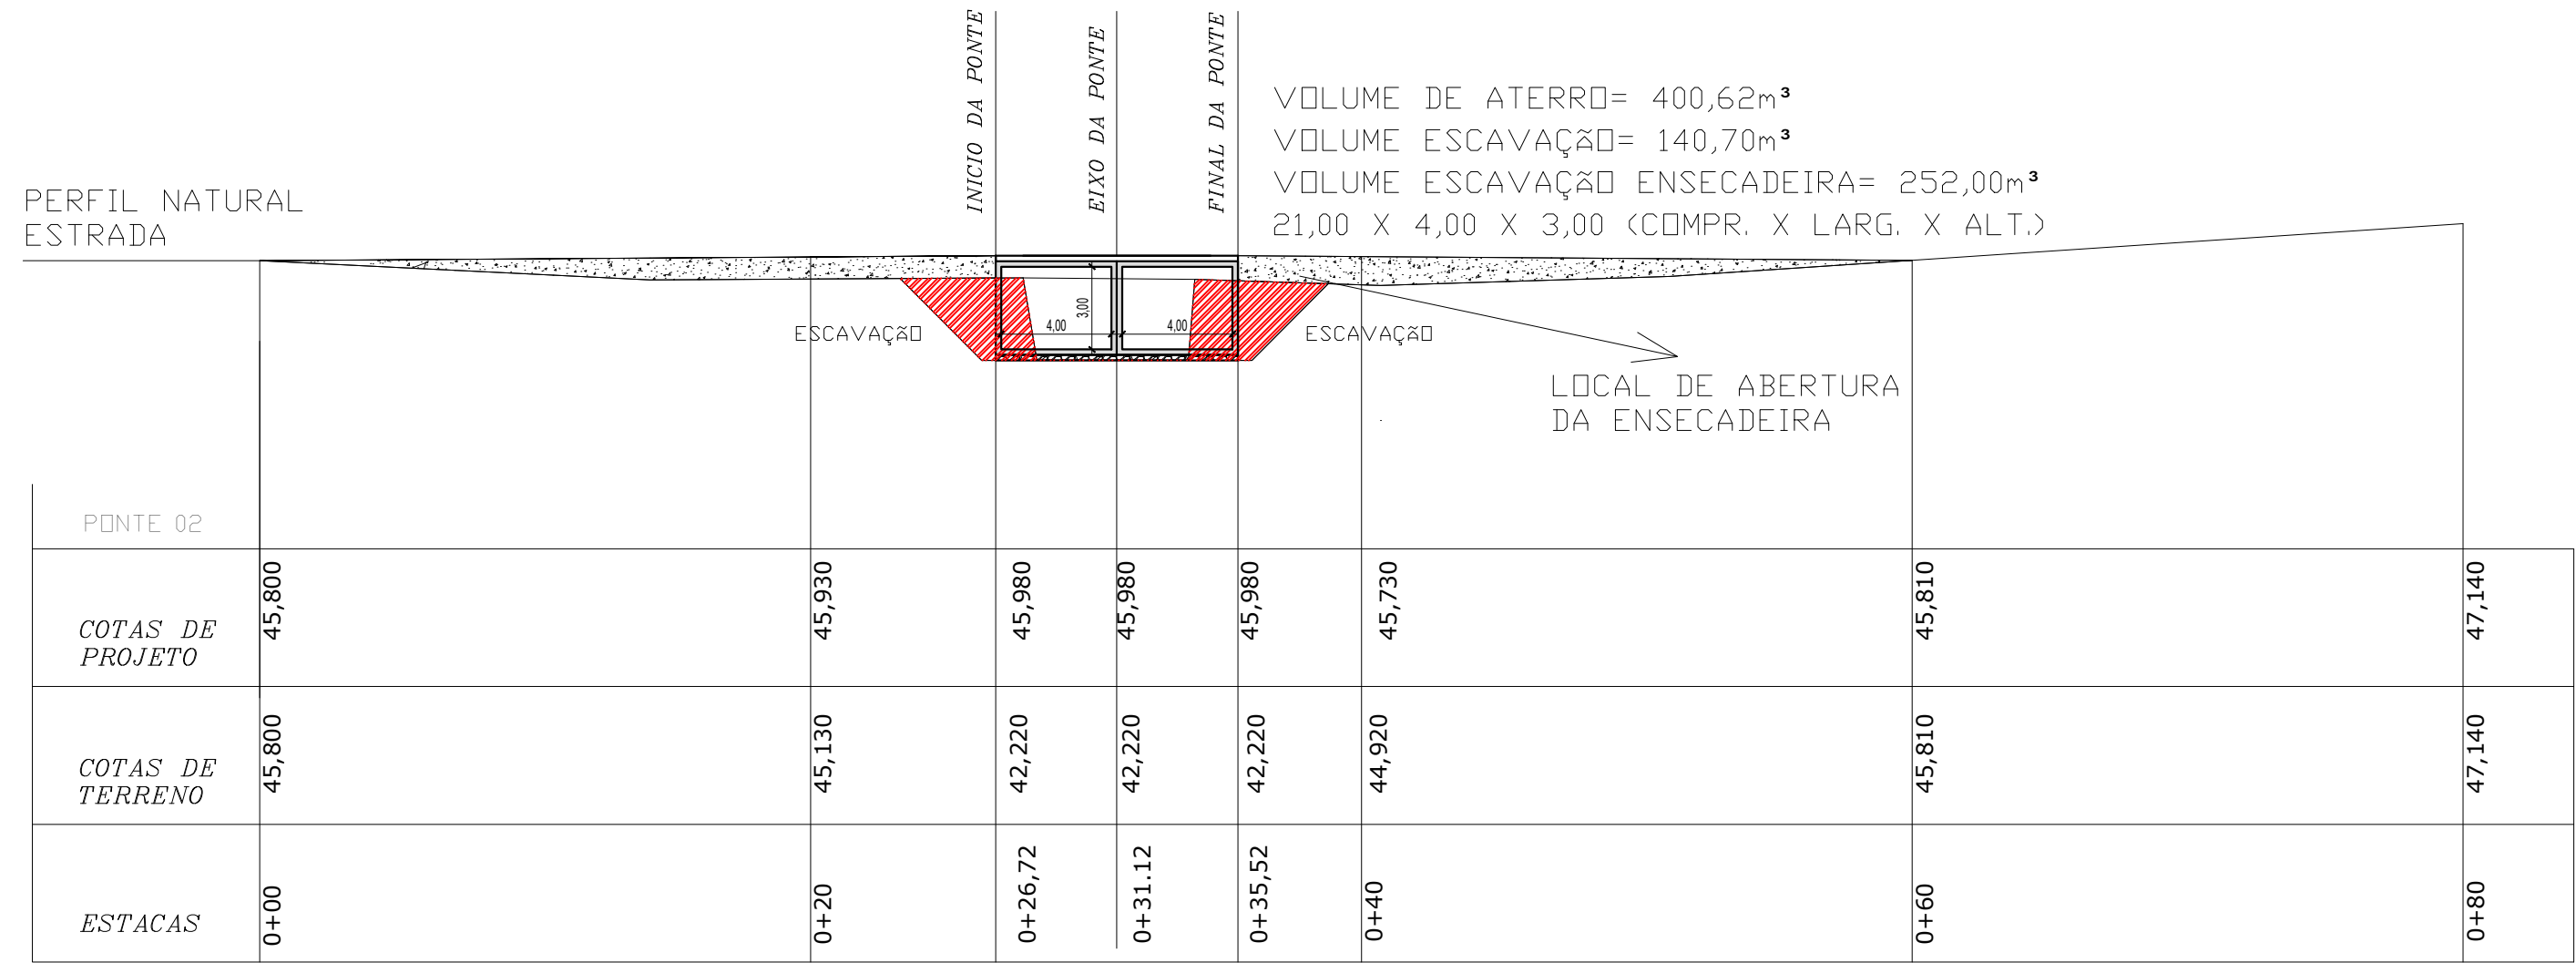 INICIO DA PONTE
EIXO DA PONTE
FINAL DA PONTE
VOLUME DE ATERRO= 400,62m³
VOLUME ESCAVAÇÃO= 140,70m³
VOLUME ESCAVAÇÃO ENSECADEIRA= 252,00m³
21,00 X 4,00 X 3,00 (COMPR. X LARG. X ALT.)
PERFIL NATURAL
ESTRADA
3,00
4,00
4,00
ESCAVAÇÃO
ESCAVAÇÃO
LOCAL DE ABERTURA
DA ENSECADEIRA
PONTE 02
COTAS DE
PROJETO
45,800
45,930
45,980
45,980
45,980
45,730
45,810
47,140
COTAS DE
TERRENO
45,800
45,130
42,220
42,220
42,220
44,920
45,810
47,140
ESTACAS
0+00
0+20
0+26,72
0+31.12
0+35,52
0+40
0+60
0+80